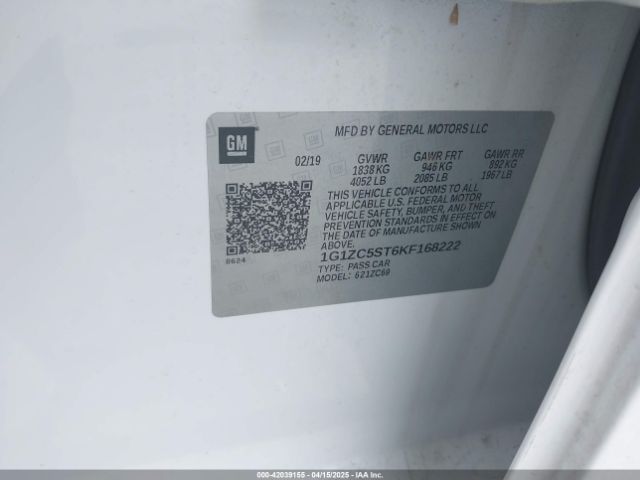 GM
MFD BY GENERAL MOTORS LLC
02/19 GVWR GAWR FRT GAWR RR
1838 KG 946 KG 892 KG
4052 LB 2085 LB 1967 LB
THIS VEHICLE CONFORMS TO ALL
APPLICABLE U.S. FEDERAL MOTOR
VEHICLE SAFETY, BUMPER, AND THEFT
PREVENTION STANDARDS IN EFFECT ON
THE DATE OF MANUFACTURE SHOWN
ABOVE.
8624
1G1ZC5ST6KF168222
TYPE: PASS CAR
MODEL: 621ZC69
000-42039155 - 04/15/2025 - IAAI, Inc.